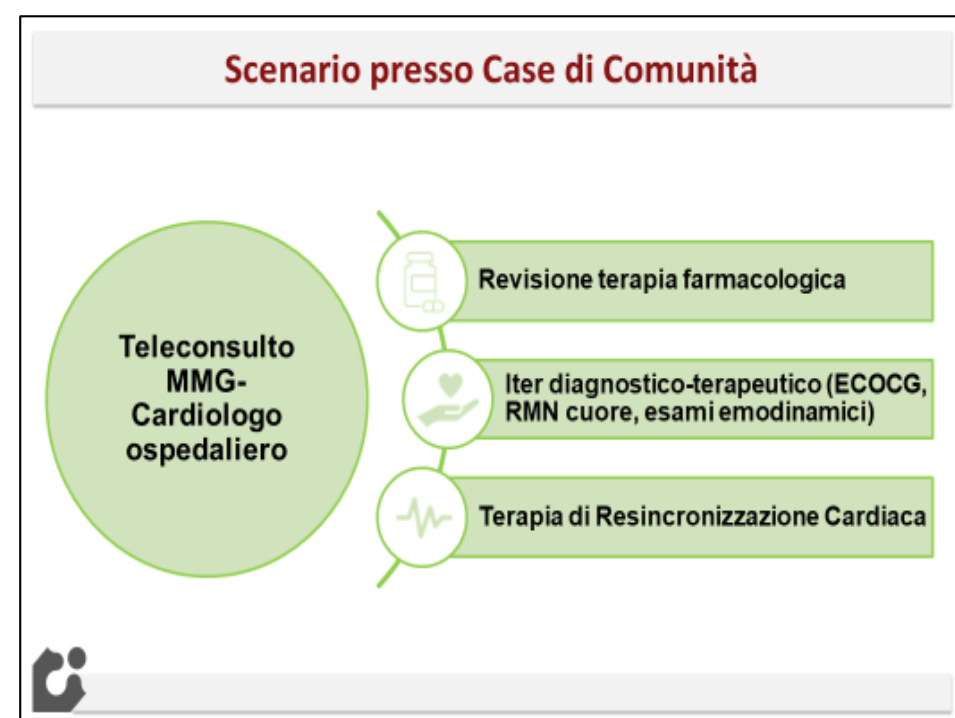 Scenario presso Case di Comunità
Teleconsulto
MMG-
Cardiologo
ospedaliero
Revisione terapia farmacologica
Iter diagnostico-terapeutico (ECOCG,
RMN cuore, esami emodinamici)
Terapia di Resincronizzazione Cardiaca